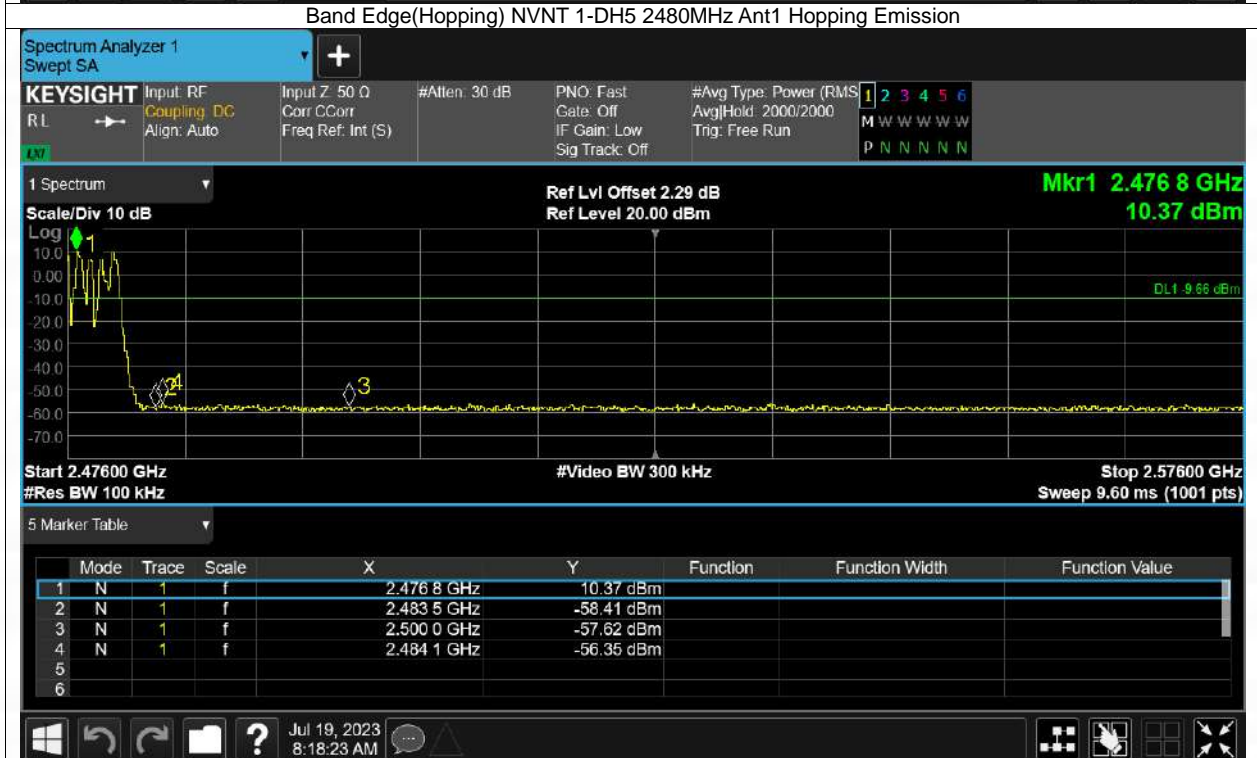 Band Edge(Hopping) NVNT 1-DH5 2480MHz Ant1 Hopping Emission
Spectrum Analyzer 1
Swept SA
+
KEYSIGHT Input: RF Input Z: 50 Ω #Atten: 30 dB PNO: Fast #Avg Type: Power (RMS 1 2 3 4 5 6
RL Coupling: DC Corr CCorr Gate: Off Avg|Hold: 2000/2000 M W W W W W
Align: Auto Freq Ref: Int (S) IF Gain: Low Trig: Free Run
LXI Sig Track: Off P N N N N N
1 Spectrum Ref Lvl Offset 2.29 dB Mkr1 2.476 8 GHz
Scale/Div 10 dB Ref Level 20.00 dBm 10.37 dBm
Log
1
10.0
0.00
DL1 -9.66 dBm
-10.0
-20.0
-30.0
-40.0
2 4 3
-50.0
-60.0
-70.0
Start 2.47600 GHz #Video BW 300 kHz Stop 2.57600 GHz
#Res BW 100 kHz Sweep 9.60 ms (1001 pts)
5 Marker Table
Mode Trace Scale X Y Function Function Width Function Value
1 N 1 f 2.476 8 GHz 10.37 dBm
2 N 1 f 2.483 5 GHz -58.41 dBm
3 N 1 f 2.500 0 GHz -57.62 dBm
4 N 1 f 2.484 1 GHz -56.35 dBm
5
6
? Jul 19, 2023
8:18:23 AM